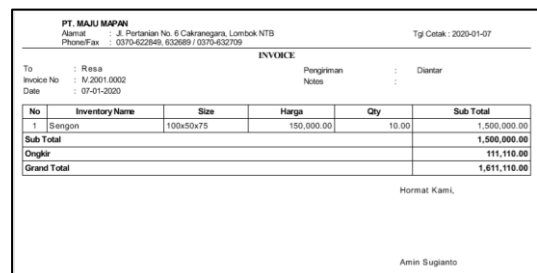 PT. MAJU MAPAN
Alamat : Jl. Pertanian No. 6 Cakranegara, Lombok NTB Tgl Cetak : 2020-01-07
Phone/Fax : 0370-622849, 632689 / 0370-632709
INVOICE
To : Resa Pengiriman : Diantar
Invoice No : IV.2001.0002 Notes :
Date : 07-01-2020
No Inventory Name Size Harga Qty Sub Total
1 Sengon 100x50x75 150,000.00 10.00 1,500,000.00
Sub Total 1,500,000.00
Ongkir 111,110.00
Grand Total 1,611,110.00
Hormat Kami,
Amin Sugianto